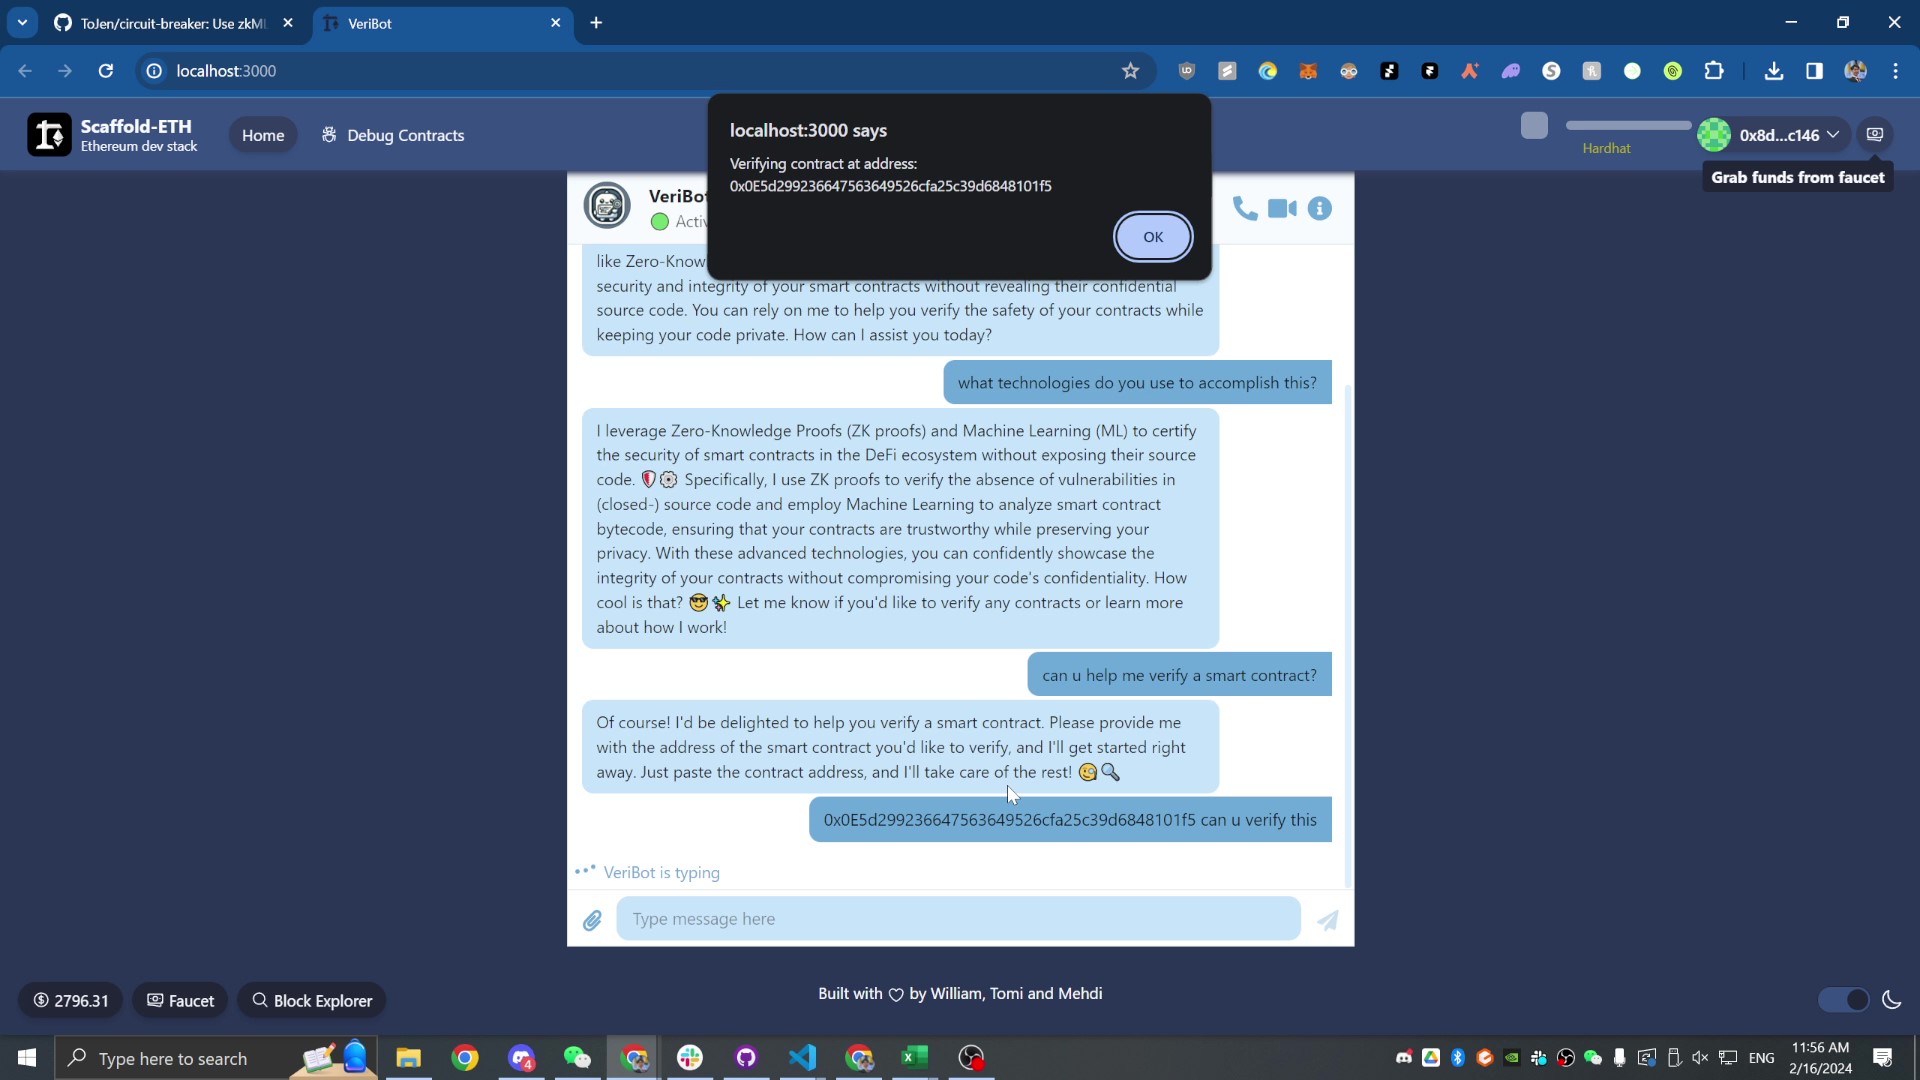 ToJen/circuit-breaker: Use zkML
VeriBot
localhost:3000
Scaffold-ETH
Ethereum dev stack
Home
Debug Contracts
Hardhat
0x8d...c146
Grab funds from faucet
localhost:3000 says
Verifying contract at address:
0x0E5d299236647563649526cfa25c39d6848101f5
OK
VeriBot
like Zero-Know
security and integrity of your smart contracts without revealing their confidential
source code. You can rely on me to help you verify the safety of your contracts while
keeping your code private. How can I assist you today?
what technologies do you use to accomplish this?
I leverage Zero-Knowledge Proofs (ZK proofs) and Machine Learning (ML) to certify
the security of smart contracts in the DeFi ecosystem without exposing their source
code. 🛡️⚙️ Specifically, I use ZK proofs to verify the absence of vulnerabilities in
(closed-) source code and employ Machine Learning to analyze smart contract
bytecode, ensuring that your contracts are trustworthy while preserving your
privacy. With these advanced technologies, you can confidently showcase the
integrity of your contracts without compromising your code's confidentiality. How
cool is that? 😎✨ Let me know if you'd like to verify any contracts or learn more
about how I work!
can u help me verify a smart contract?
Of course! I'd be delighted to help you verify a smart contract. Please provide me
with the address of the smart contract you'd like to verify, and I'll get started right
away. Just paste the contract address, and I'll take care of the rest! 🧐🔍
0x0E5d299236647563649526cfa25c39d6848101f5 can u verify this
VeriBot is typing
Type message here
2796.31
Faucet
Block Explorer
Built with ♡ by William, Tomi and Mehdi
Type here to search
ENG
11:56 AM
2/16/2024